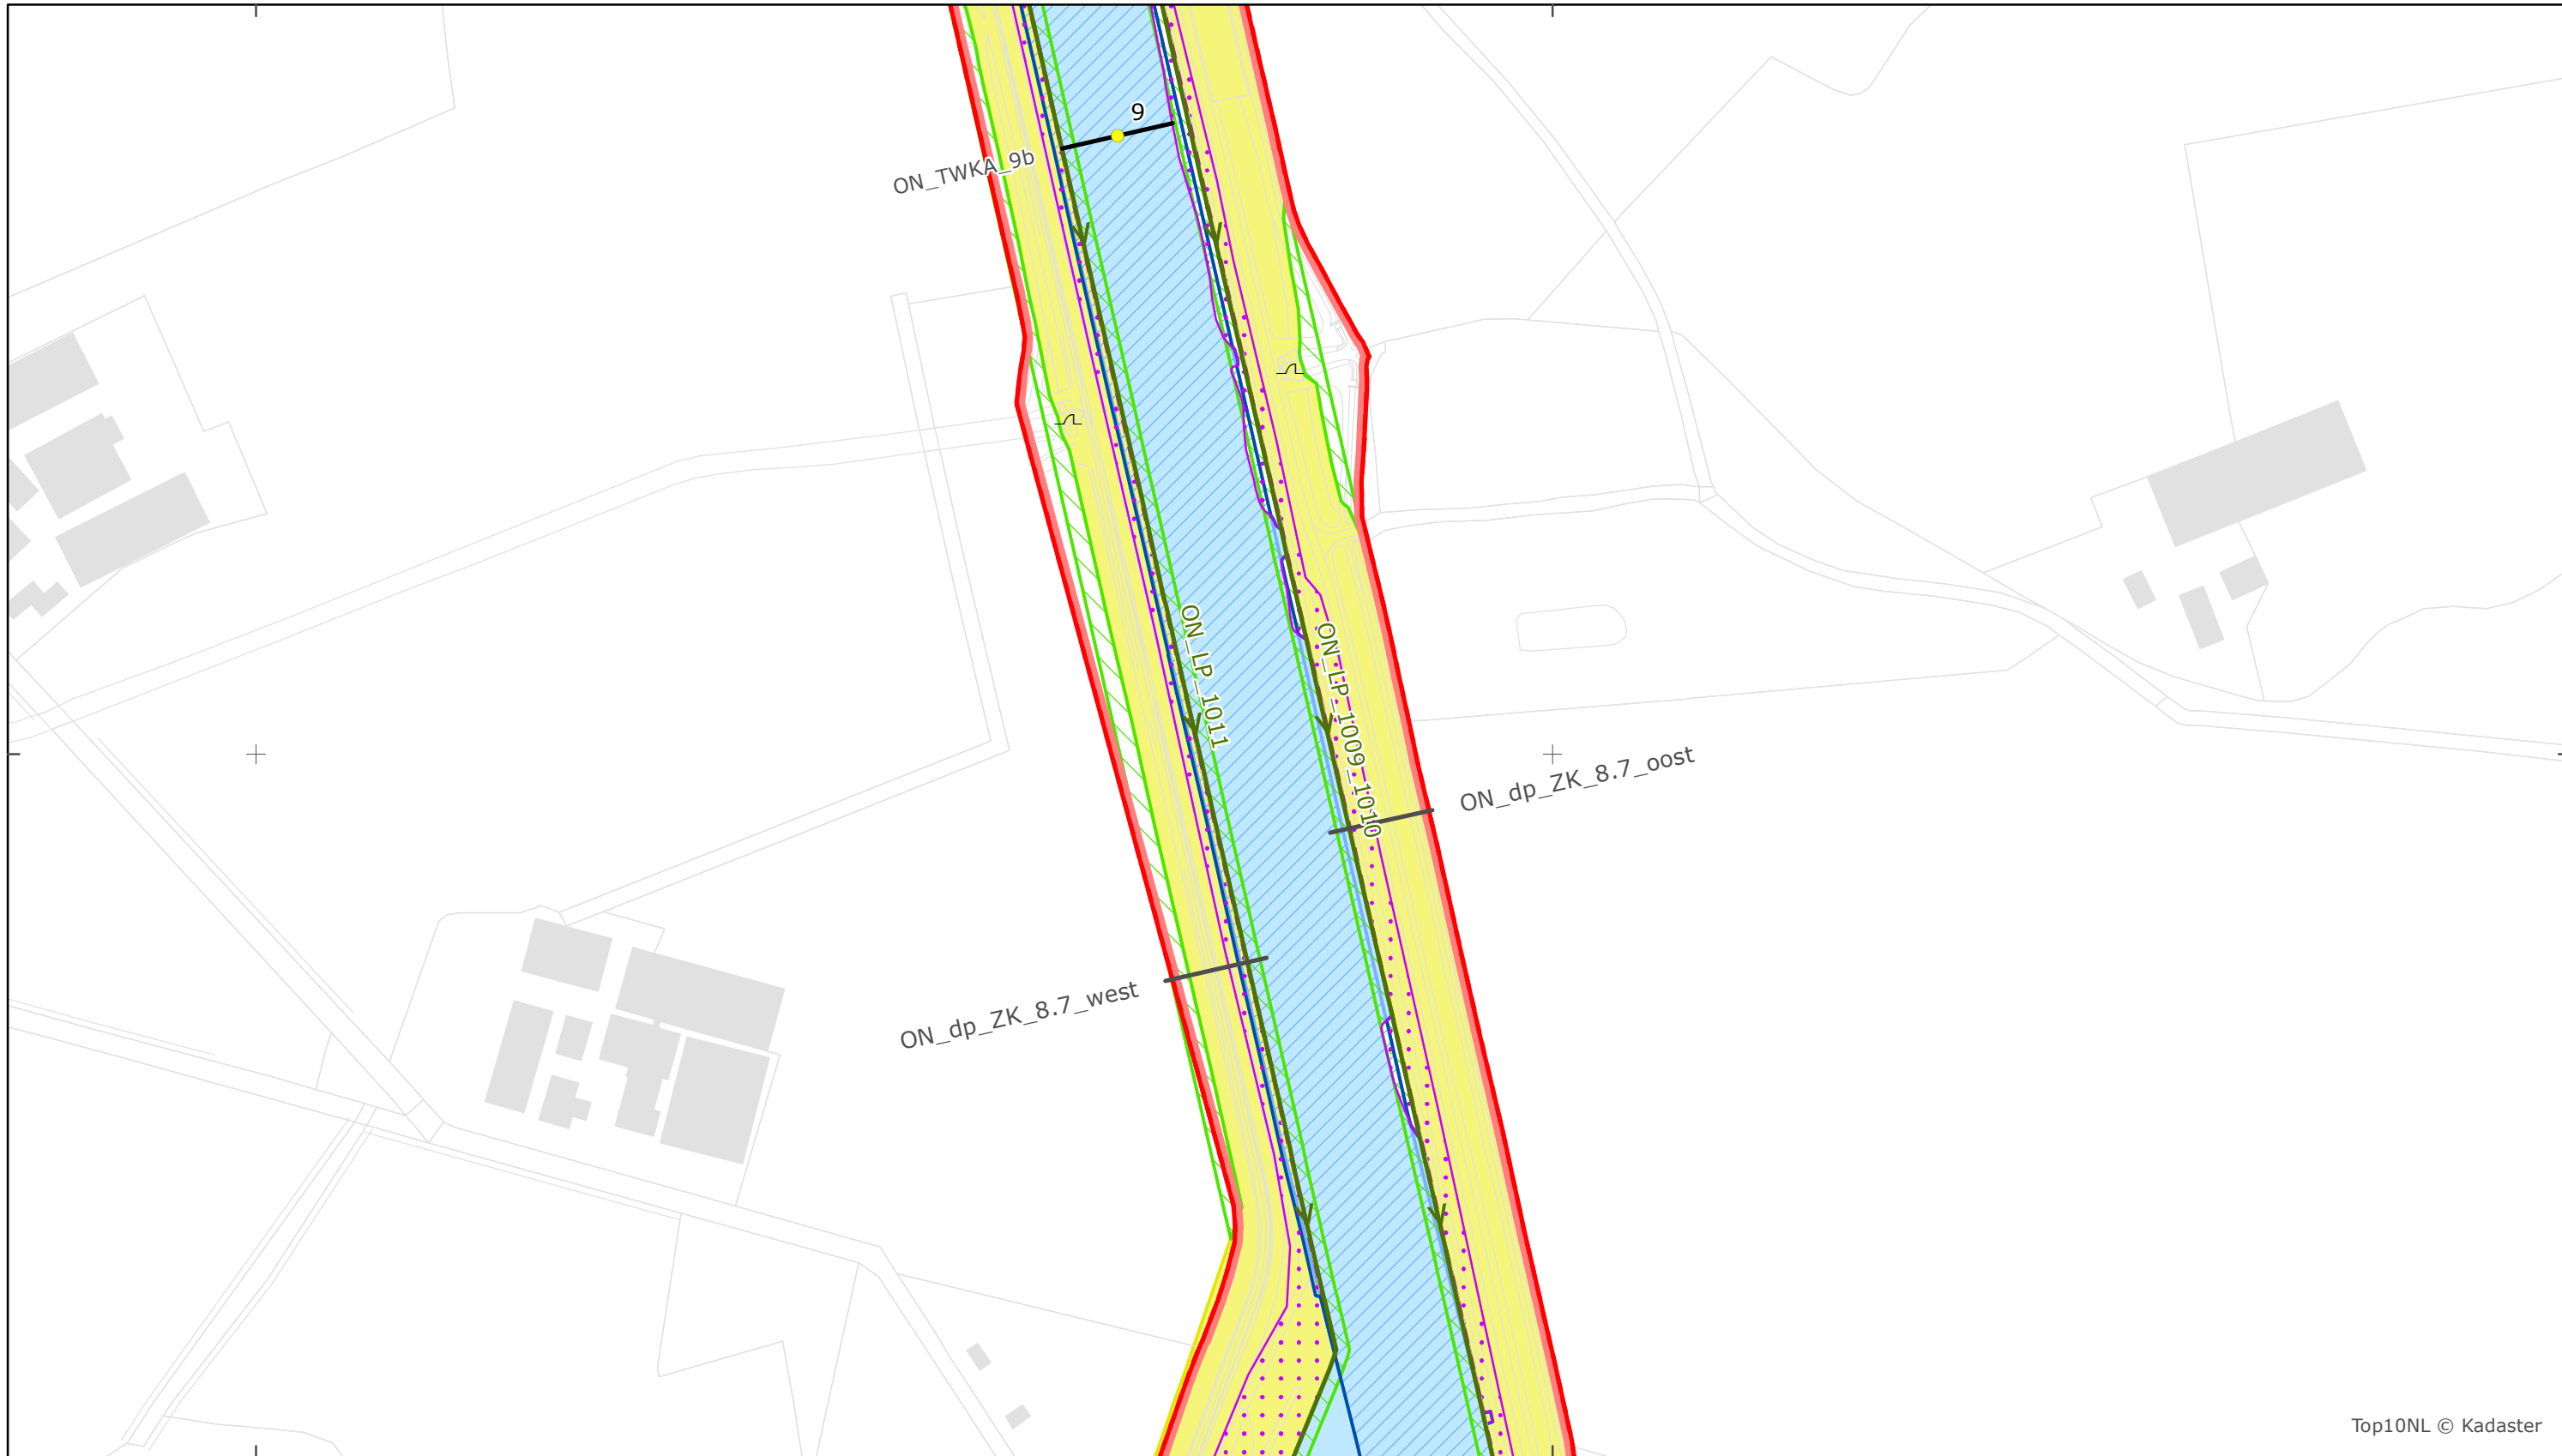 9
ON_TWKA_9b
ON_LP_1011
ON_LP_1009_1010
ON_dp_ZK_8.7_oost
ON_dp_ZK_8.7_west
Top10NL © Kadaster